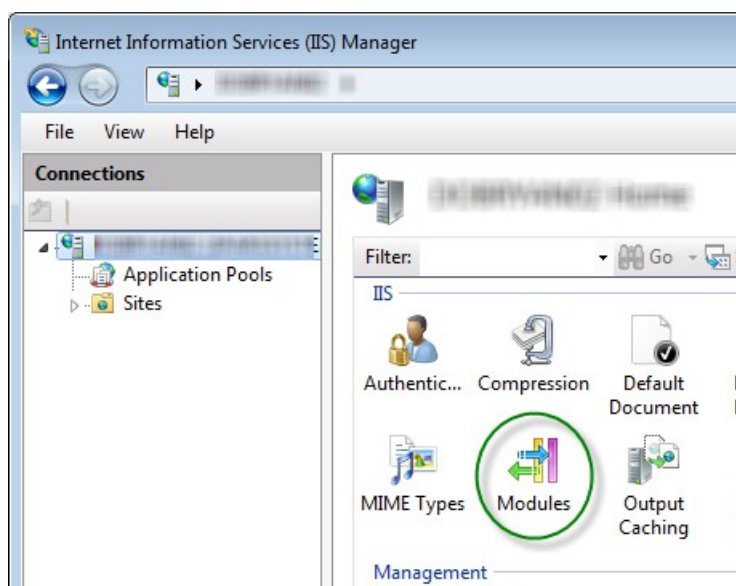 Internet Information Services (IIS) Manager
File View Help
Connections
Application Pools
Sites
Home
Filter: Go
IIS
Authentic... Compression Default Document
MIME Types Modules Output Caching
Management